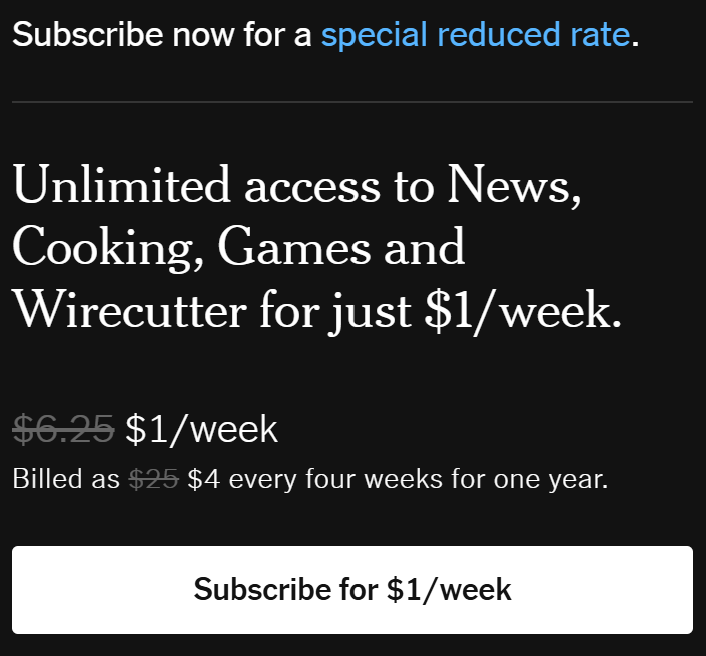 Subscribe now for a special reduced rate.
Unlimited access to News,
Cooking, Games and
Wirecutter for just $1/week.
$6.25 $1/week
Billed as $25 $4 every four weeks for one year.
Subscribe for $1/week